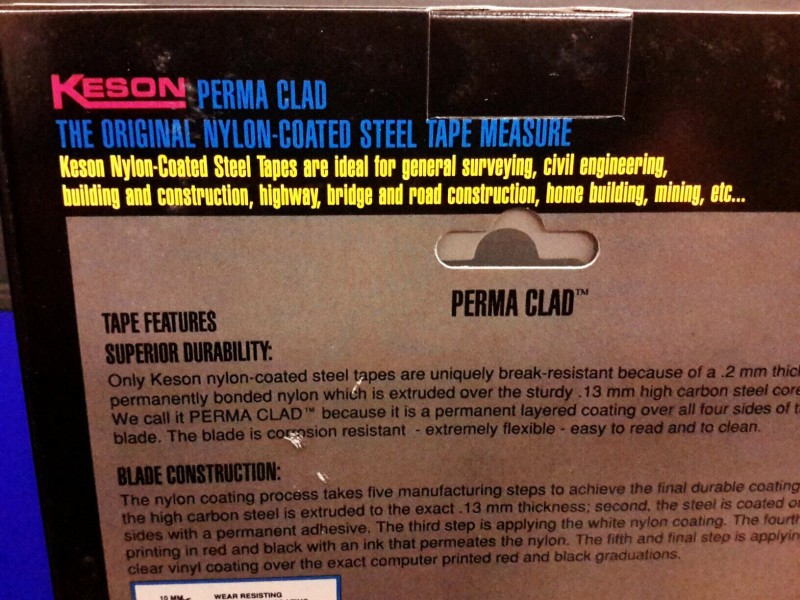 KESON PERMA CLAD
THE ORIGINAL NYLON-COATED STEEL TAPE MEASURE
Keson Nylon-Coated Steel Tapes are ideal for general surveying, civil engineering,
building and construction, highway, bridge and road construction, home building, mining, etc...
PERMA CLAD™
TAPE FEATURES
SUPERIOR DURABILITY:
Only Keson nylon-coated steel tapes are uniquely break-resistant because of a .2 mm thick
permanently bonded nylon which is extruded over the sturdy .13 mm high carbon steel core
We call it PERMA CLAD™ because it is a permanent layered coating over all four sides of
blade. The blade is corrosion resistant - extremely flexible - easy to read and to clean.
BLADE CONSTRUCTION:
The nylon coating process takes five manufacturing steps to achieve the final durable coating
the high carbon steel is extruded to the exact .13 mm thickness; second, the steel is coated
sides with a permanent adhesive. The third step is applying the white nylon coating. The fourth
printing in red and black with an ink that permeates the nylon. The fifth and final step is
clear vinyl coating over the exact computer printed red and black graduations.
10 MM
WEAR RESISTING